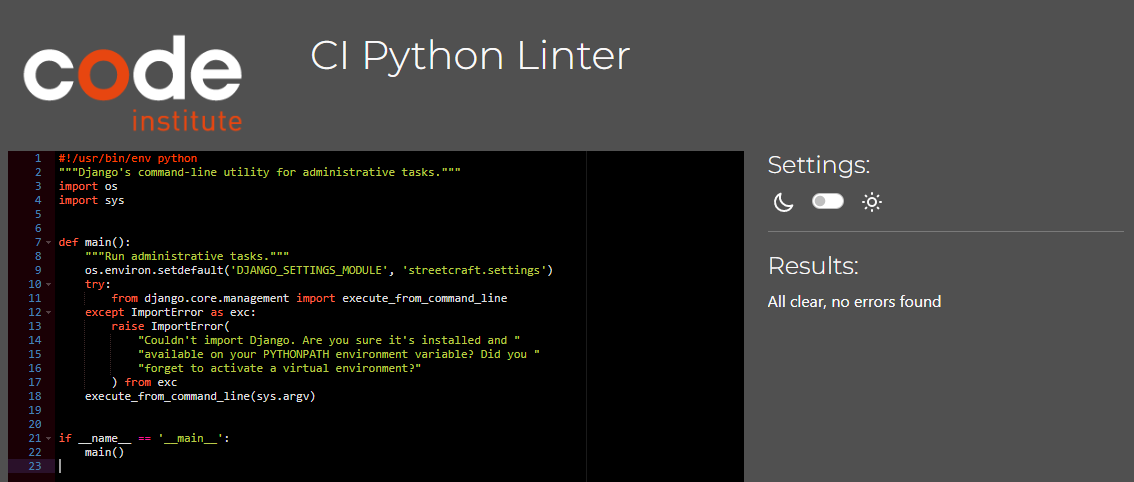 code
institute
CI Python Linter
1 #!/usr/bin/env python
2 """Django's command-line utility for administrative tasks."""
3 import os
4 import sys
5
6
7 def main():
8     """Run administrative tasks."""
9     os.environ.setdefault('DJANGO_SETTINGS_MODULE', 'streetcraft.settings')
10     try:
11         from django.core.management import execute_from_command_line
12     except ImportError as exc:
13         raise ImportError(
14             "Couldn't import Django. Are you sure it's installed and "
15             "available on your PYTHONPATH environment variable? Did you "
16             "forget to activate a virtual environment?"
17         ) from exc
18     execute_from_command_line(sys.argv)
19
20
21 if __name__ == '__main__':
22     main()
23
Settings:
Results:
All clear, no errors found